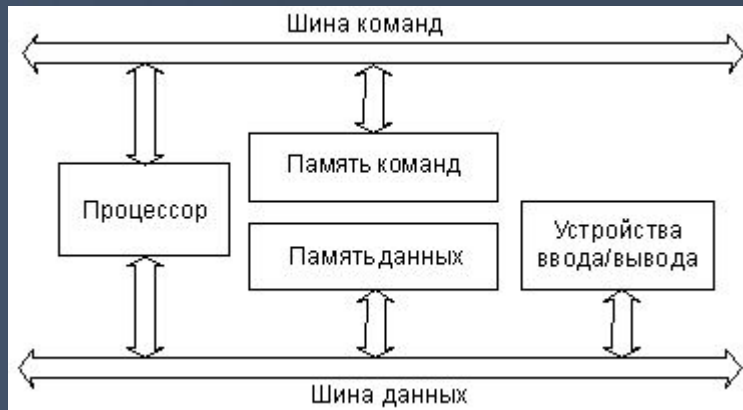 Шина команд
Память команд
Процессор
Память данных
Устройства
ввода/вывода
Шина данных